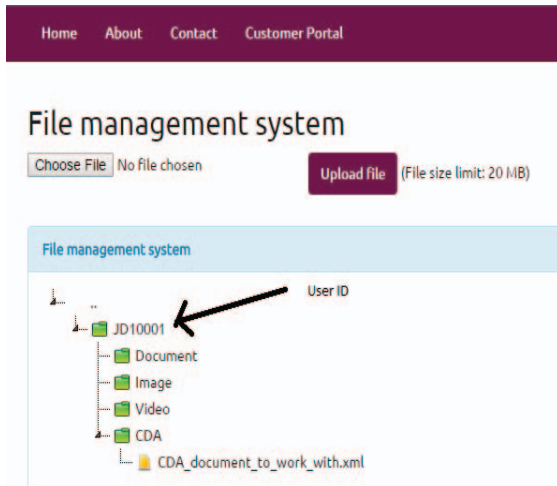 Home About Contact Customer Portal
File management system
Choose File No file chosen Upload file (File size limit: 20 MB)
File management system
..
User ID
JD10001
Document
Image
Video
CDA
CDA_document_to_work_with.xml